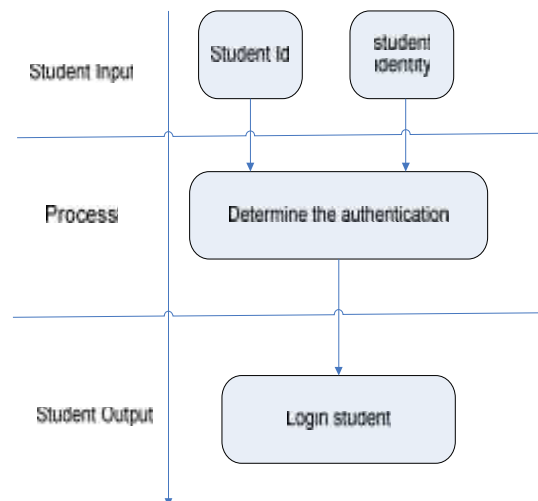 Student Input
Student Id
student
identity
Process
Determine the authentication
Student Output
Login student